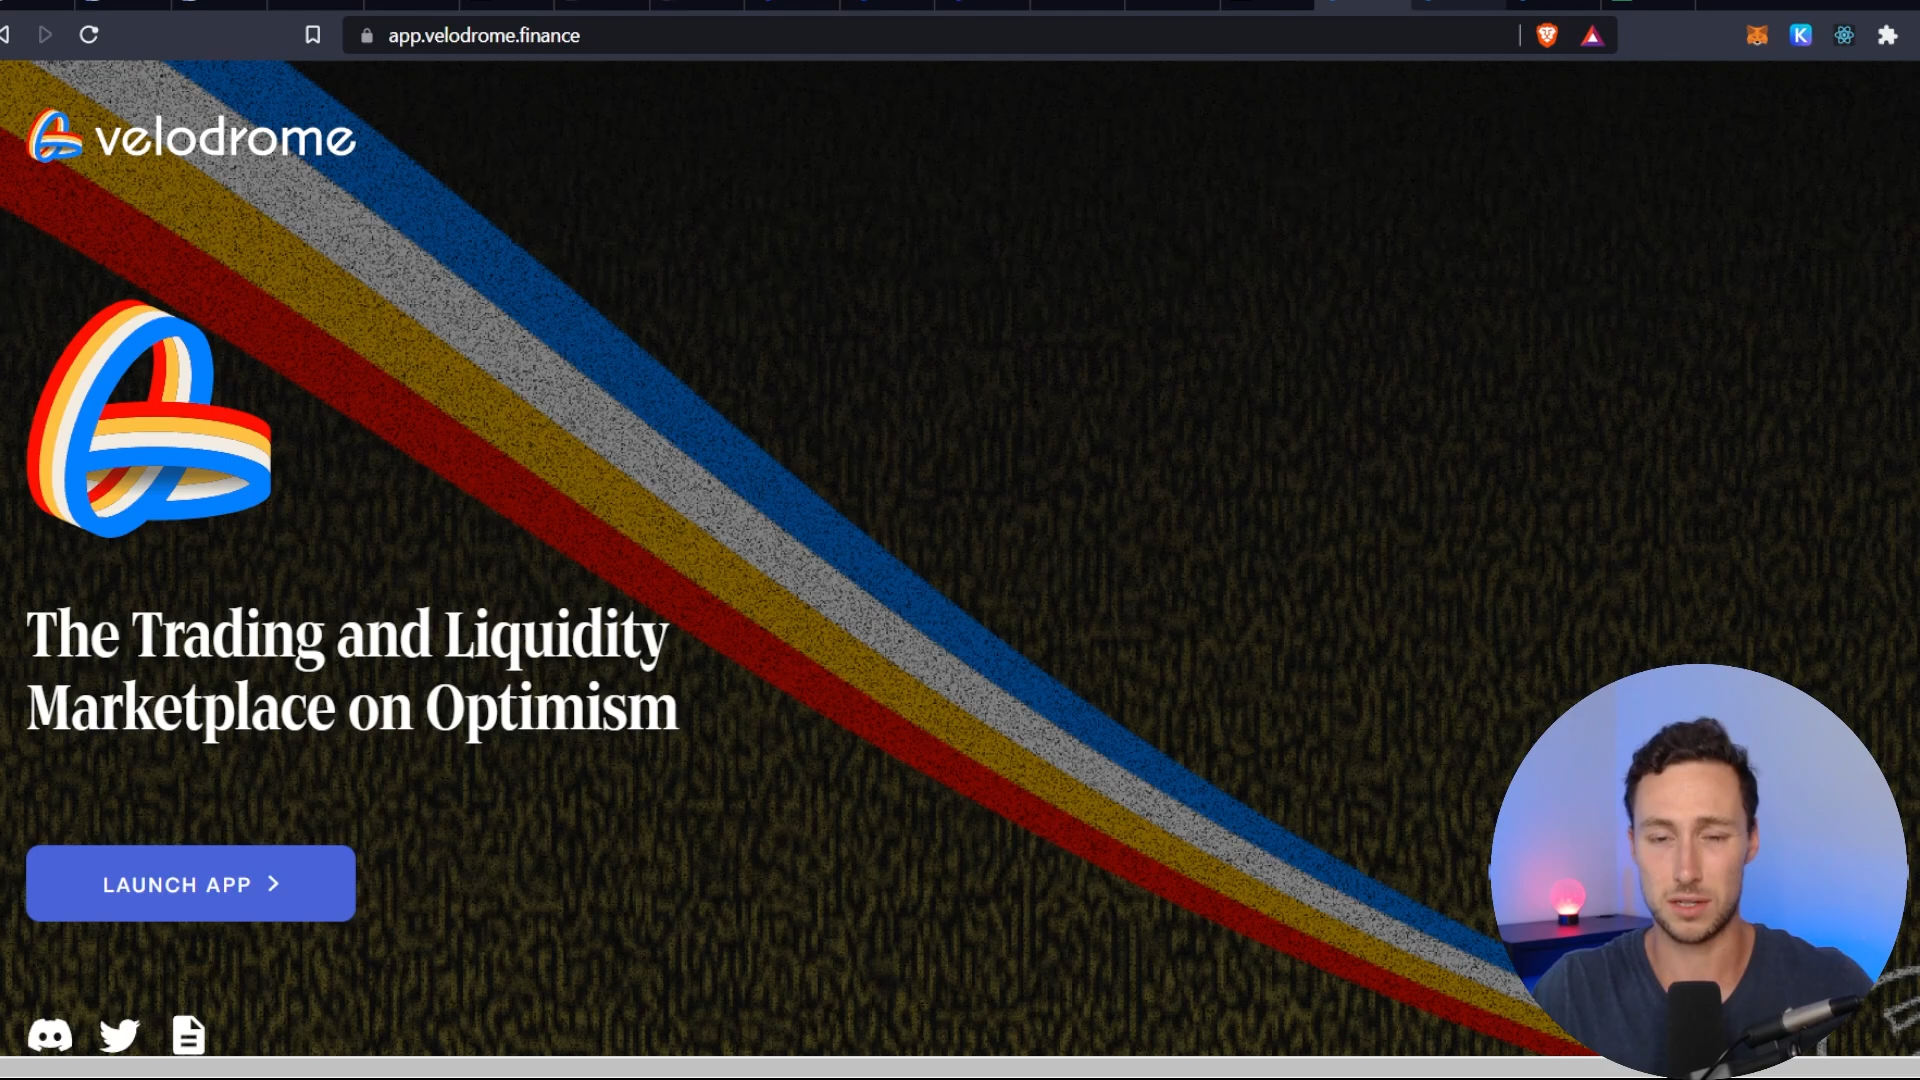 app.velodrome.finance
K
velodrome
The Trading and Liquidity
Marketplace on Optimism
LAUNCH APP